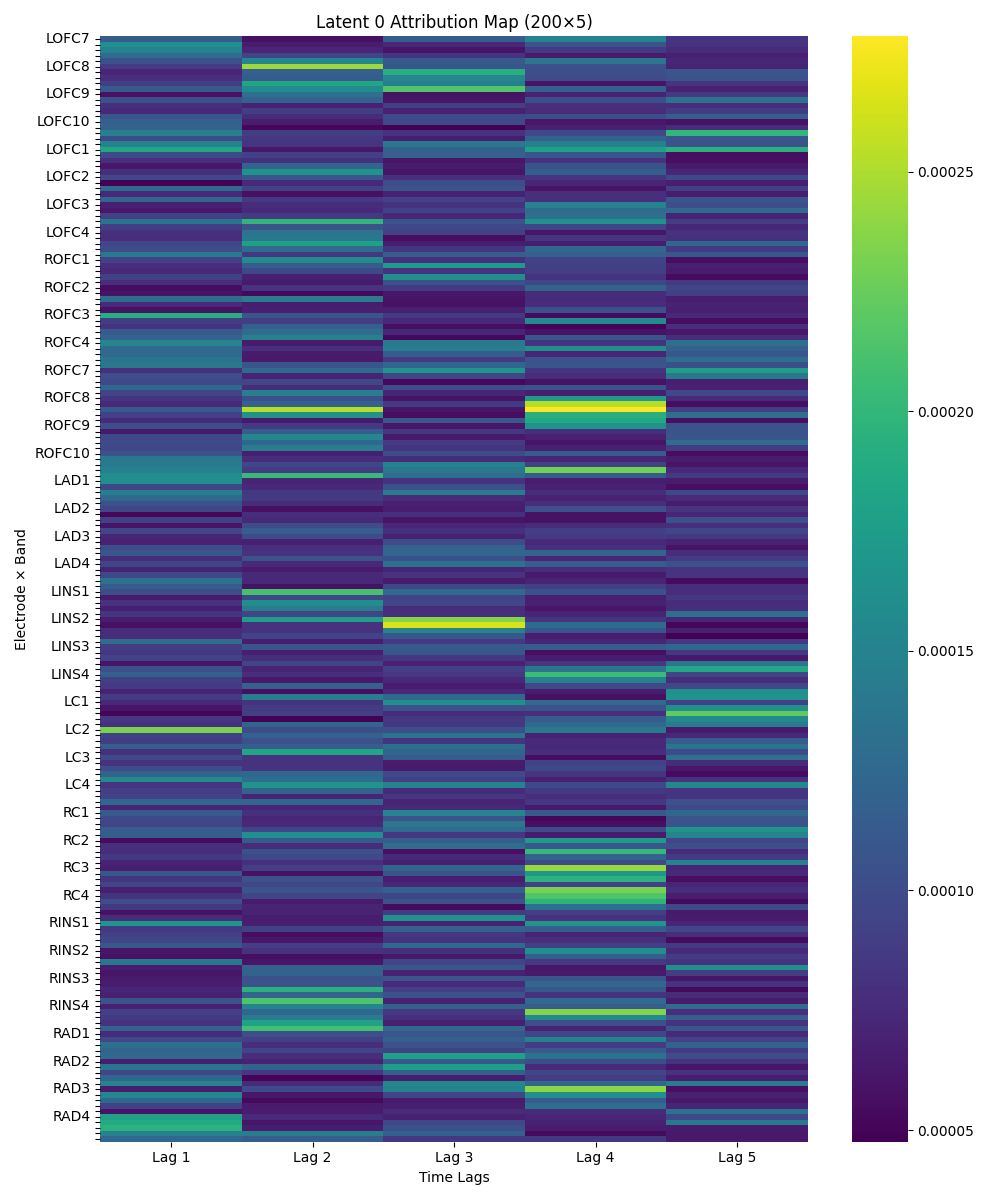 Latent 0 Attribution Map (200×5)
LOFC7
LOFC8
LOFC9
LOFC10
LOFC1
LOFC2
LOFC3
LOFC4
ROFC1
ROFC2
ROFC3
ROFC4
ROFC7
ROFC8
ROFC9
ROFC10
LAD1
LAD2
LAD3
LAD4
LINS1
LINS2
LINS3
LINS4
LC1
LC2
LC3
LC4
RC1
RC2
RC3
RC4
RINS1
RINS2
RINS3
RINS4
RAD1
RAD2
RAD3
RAD4
Electrode × Band
Lag 1 Lag 2 Lag 3 Lag 4 Lag 5
Time Lags
0.00025
0.00020
0.00015
0.00010
0.00005